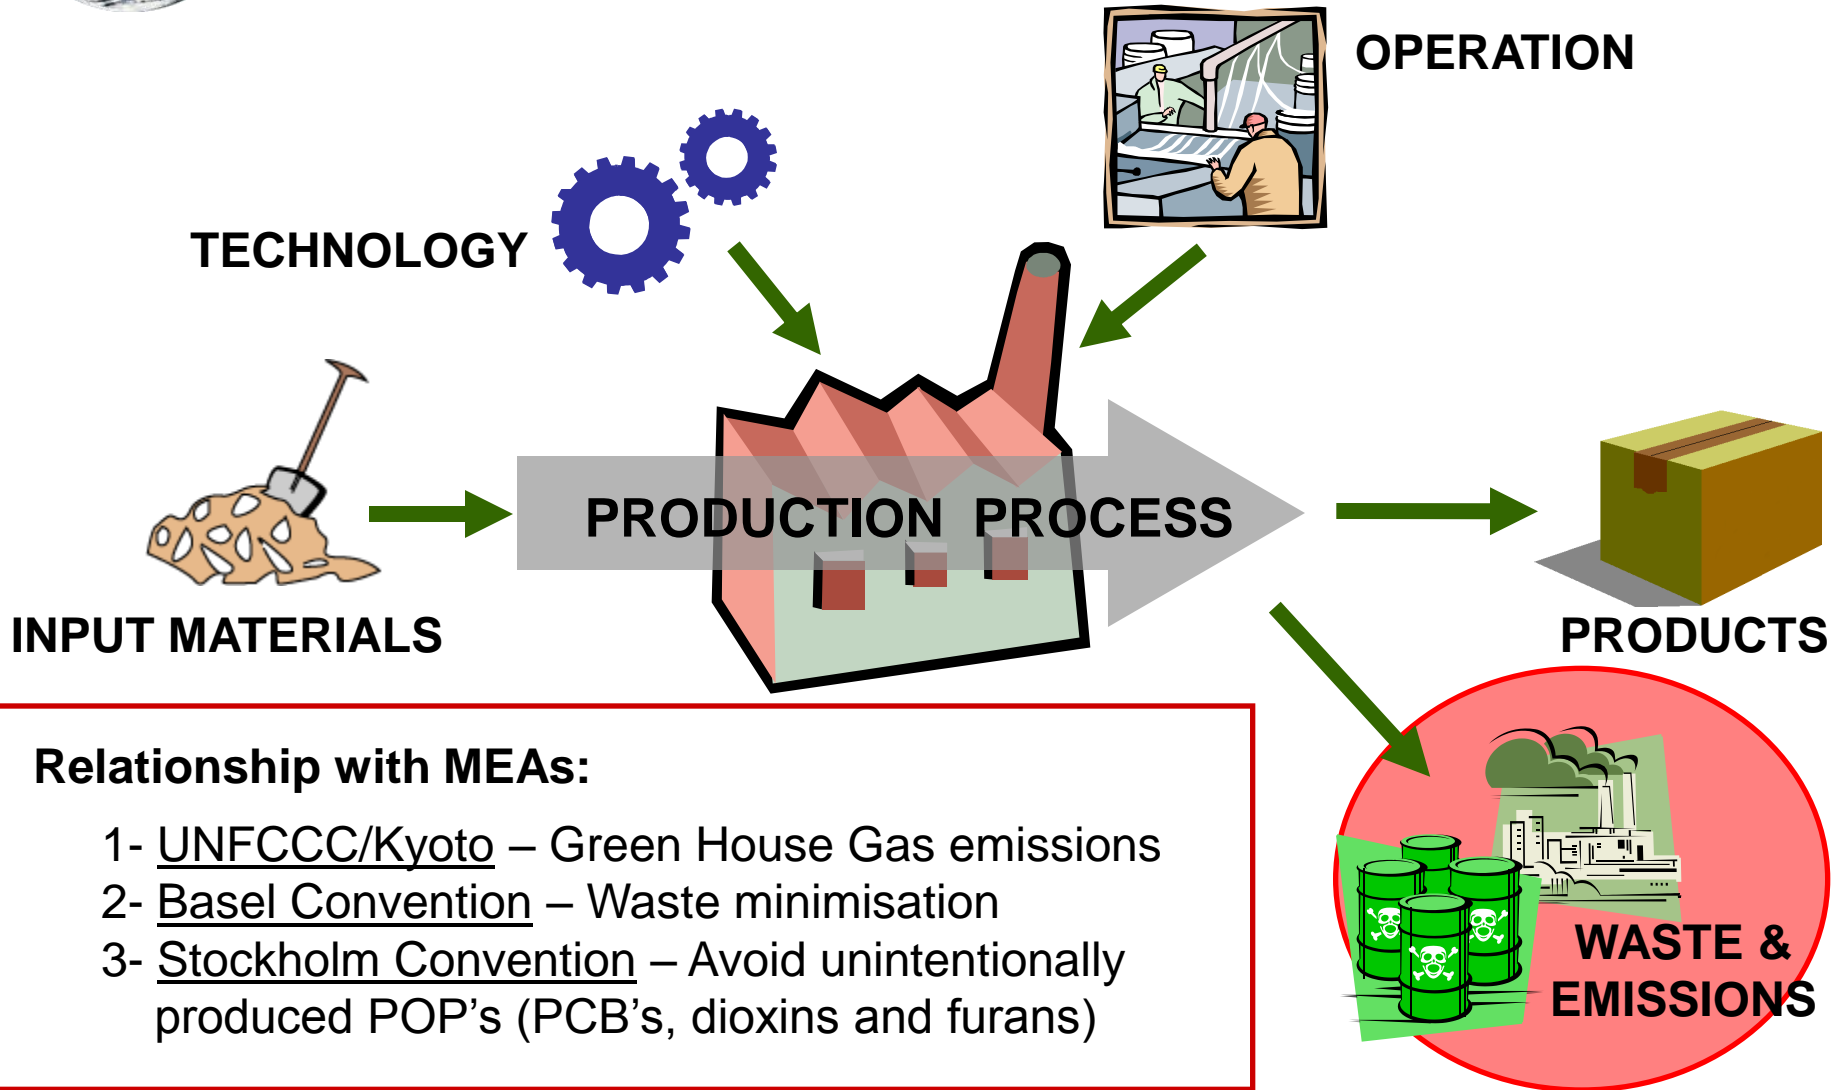 OPERATION
TECHNOLOGY
PRODUCTION PROCESS
INPUT MATERIALS
PRODUCTS
Relationship with MEAs:
1- UNFCCC/Kyoto – Green House Gas emissions
2- Basel Convention – Waste minimisation
3- Stockholm Convention – Avoid unintentionally
produced POP's (PCB's, dioxins and furans)
WASTE &
EMISSIONS